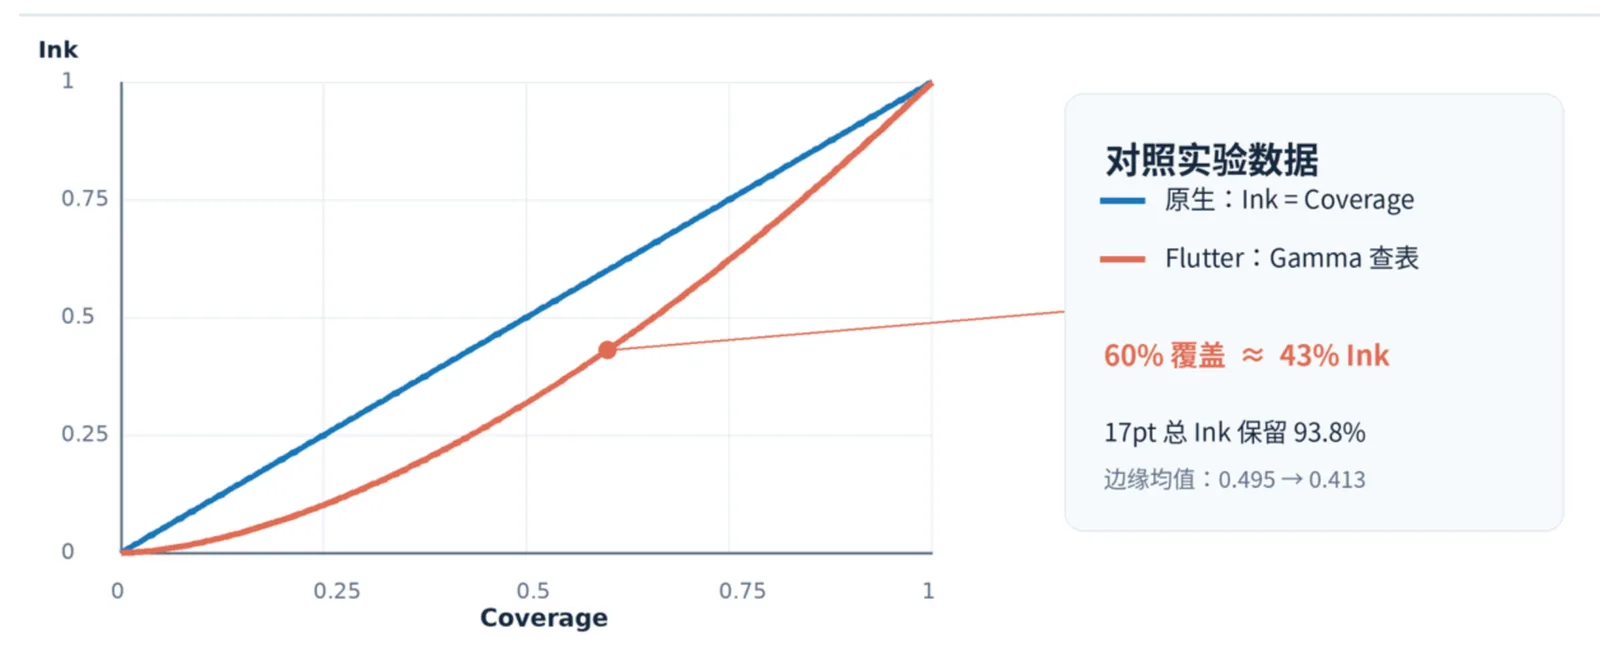 Ink
1
0.75
0.5
0.25
0
0 0.25 0.5 0.75 1
Coverage
对照实验数据
原生：Ink = Coverage
Flutter：Gamma 查表
60% 覆盖 ≈ 43% Ink
17pt 总 Ink 保留 93.8%
边缘均值：0.495 → 0.413